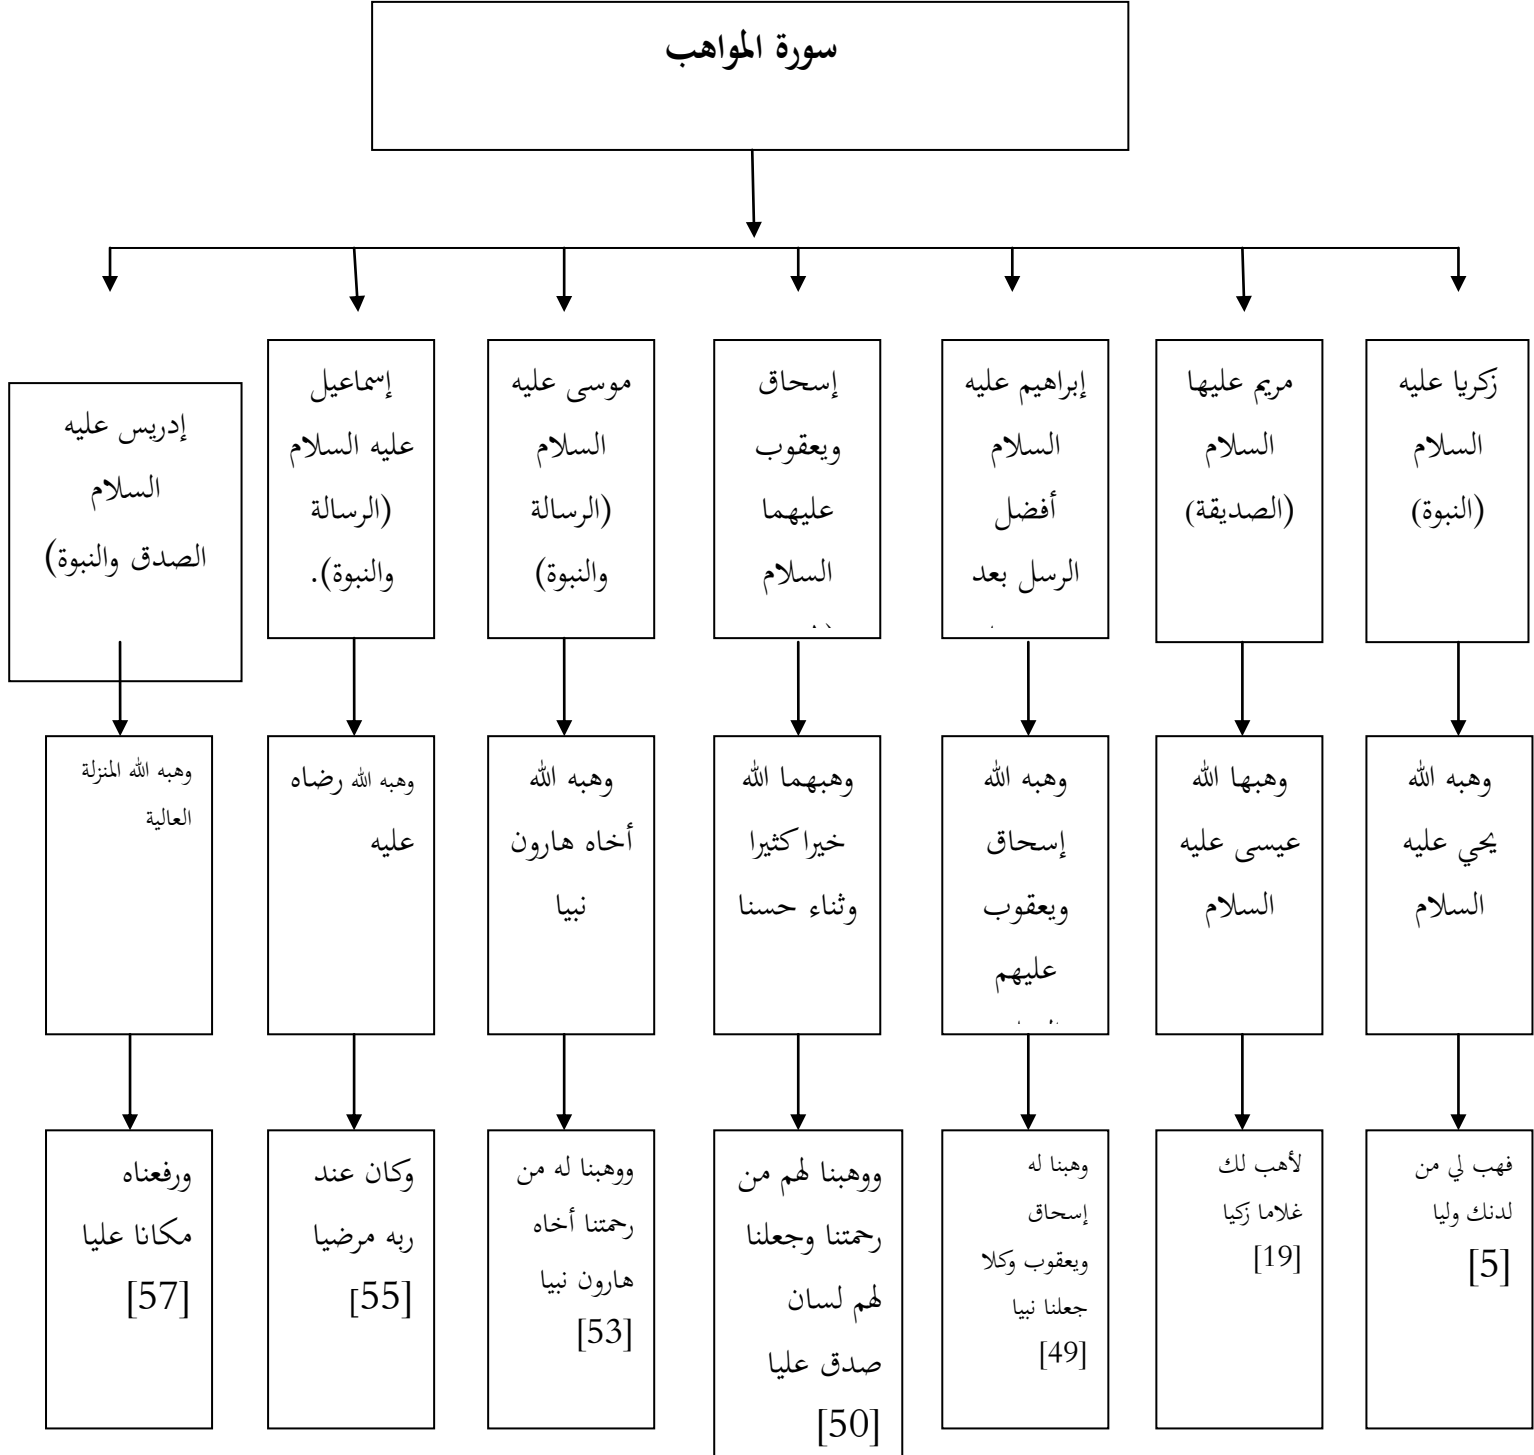 سورة المواهب
زكريا عليه
السلام
(النبوة)
مريم عليها
السلام
(الصديقة)
إبراهيم عليه
السلام
أفضل
الرسل بعد
إسحاق
ويعقوب
عليهما
السلام
موسى عليه
السلام
(الرسالة
والنبوة)
إسماعيل
عليه السلام
(الرسالة
والنبوة).
إدريس عليه
السلام
الصدق والنبوة)
وهبه الله
يحي عليه
السلام
وهبها الله
عيسى عليه
السلام
وهبه الله
إسحاق
ويعقوب
عليهم
وهبهما الله
خيرا كثيرا
وثناء حسنا
وهبه الله
أخاه هارون
نبيا
وهبه الله رضاه
عليه
وهبه الله المنزلة
العالية
فهب لي من
لدنك وليا
[5]
لأهب لك
غلاما زكيا
[19]
وهبنا له
إسحاق
ويعقوب وكلا
جعلنا نبيا
[49]
ووهبنا لهم من
رحمتنا وجعلنا
لهم لسان
صدق عليا
[50]
ووهبنا له من
رحمتنا أخاه
هارون نبيا
[53]
وكان عند
ربه مرضيا
[55]
ورفعناه
مكانا عليا
[57]